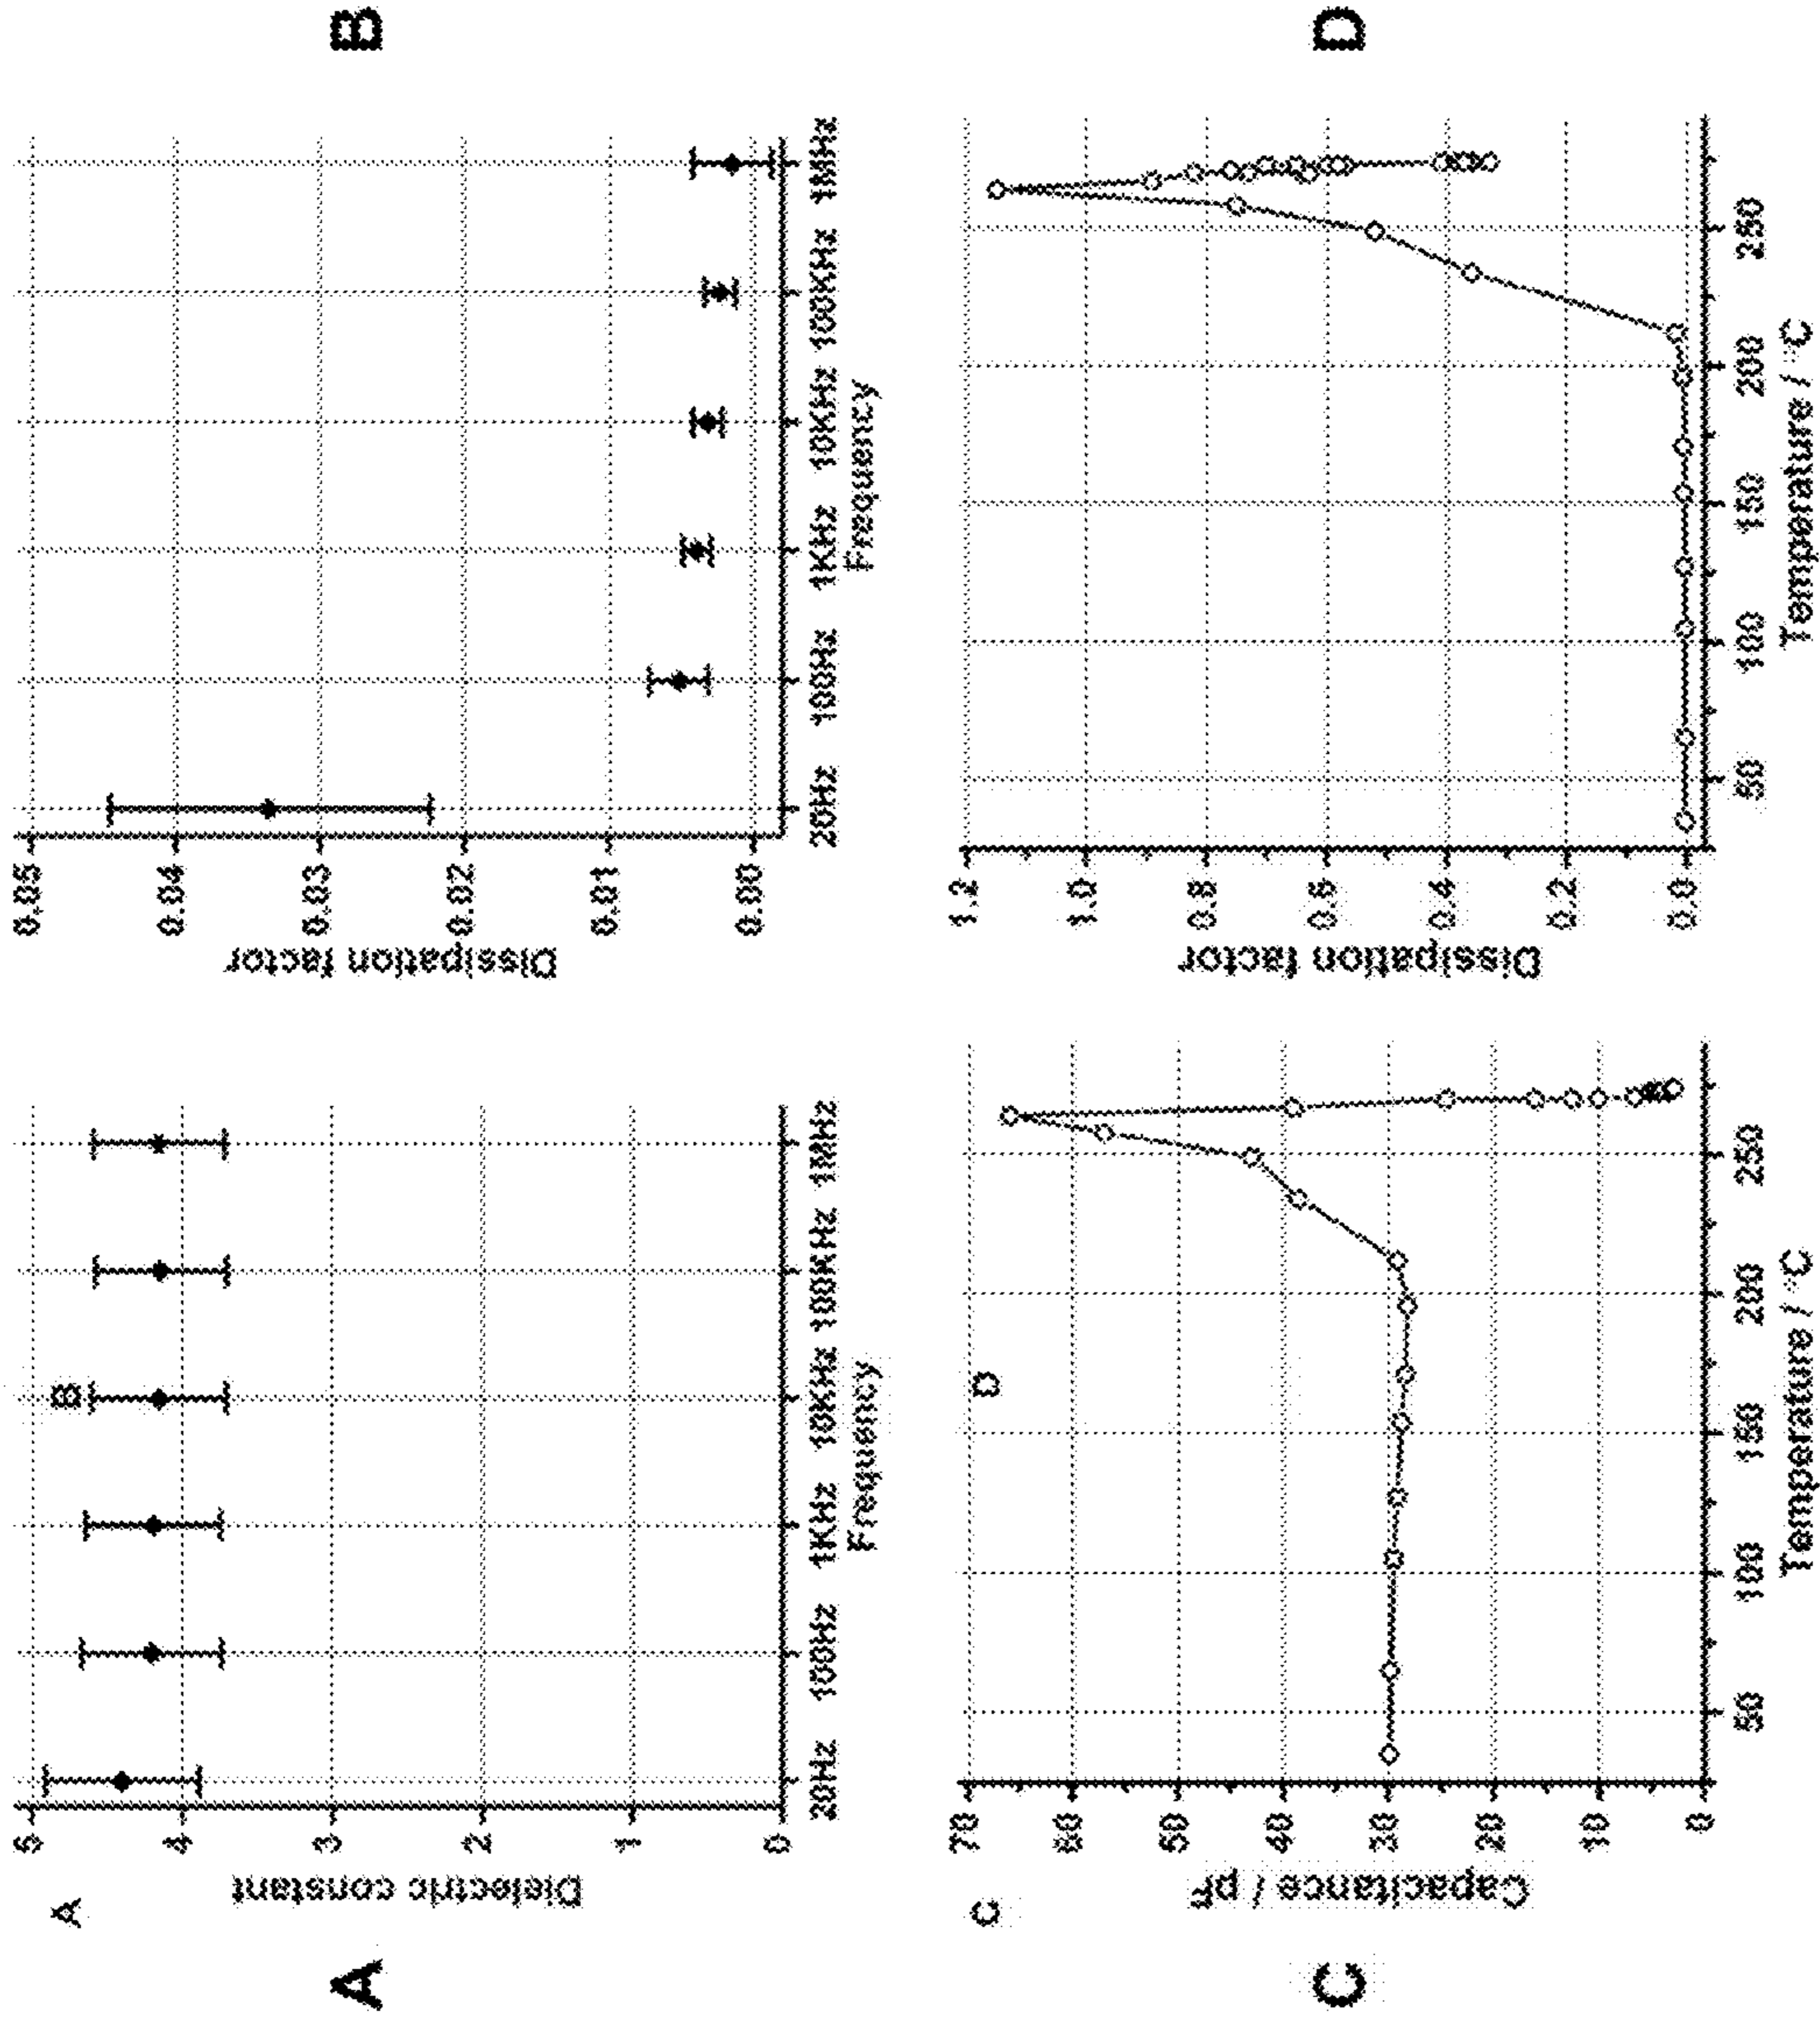 A
A
Dielectric constant
5
4
3
2
1
0
20Hz 100Hz 1KHz 10KHz 100KHz 1MHz
Frequency
B
B
Dissipation factor
0.05
0.04
0.03
0.02
0.01
0.00
20Hz 100Hz 1KHz 10KHz 100KHz 1MHz
Frequency
C
C
Capacitance / pF
70
60
50
40
30
20
10
0
50 100 150 200 250
Temperature / °C
D
D
Dissipation factor
1.2
1.0
0.8
0.6
0.4
0.2
0.0
50 100 150 200 250
Temperature / °C